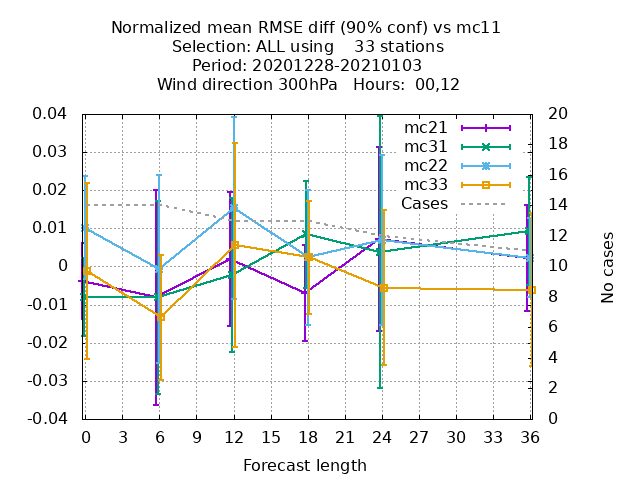 Normalized mean RMSE diff (90% conf) vs mc11
Selection: ALL using    33 stations
Period: 20201228-20210103
Wind direction 300hPa   Hours:  00,12
0.04
0.03
0.02
0.01
0
-0.01
-0.02
-0.03
-0.04
mc21
mc31
mc22
mc33
Cases
20
18
16
14
12
10
8
6
4
2
0
No cases
0 3 6 9 12 15 18 21 24 27 30 33 36
Forecast length